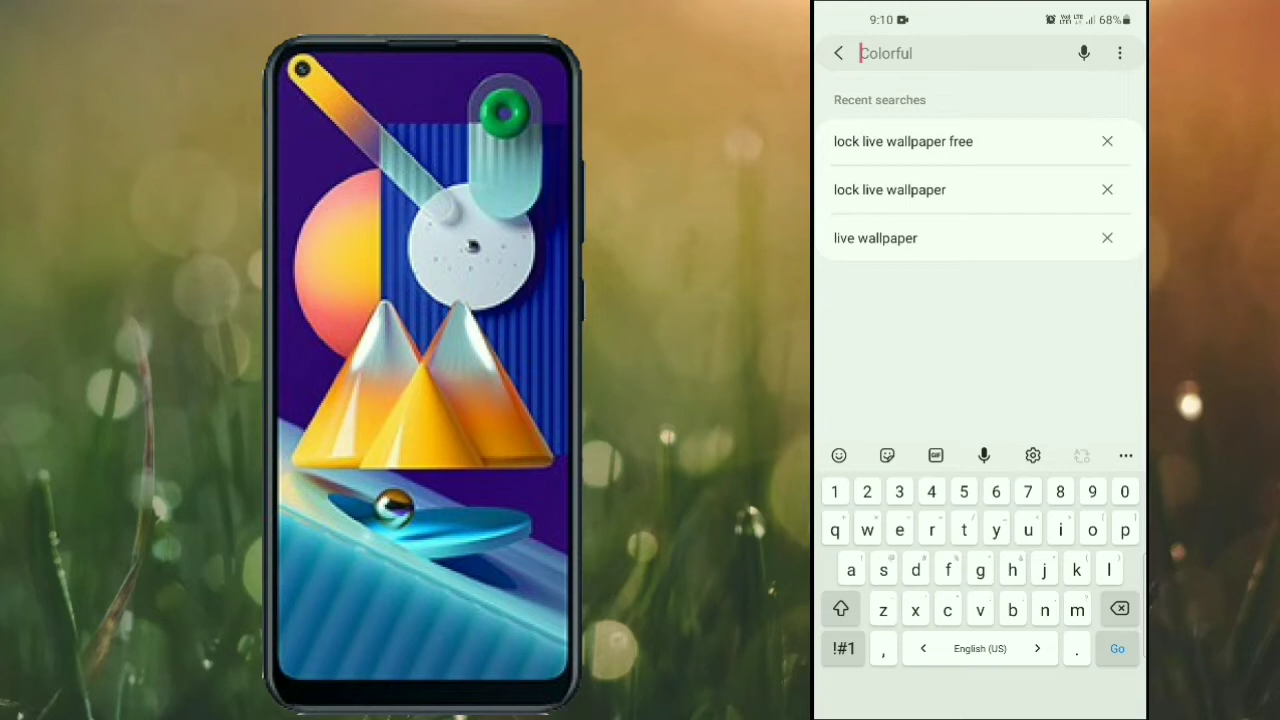 9:10 68%
Colorful
Recent searches
lock live wallpaper free
lock live wallpaper
live wallpaper
GIF
1 2 3 4 5 6 7 8 9 0
q w e r t y u i o p
a s d f g h j k l
z x c v b n m
!#1 , < English (US) > . Go